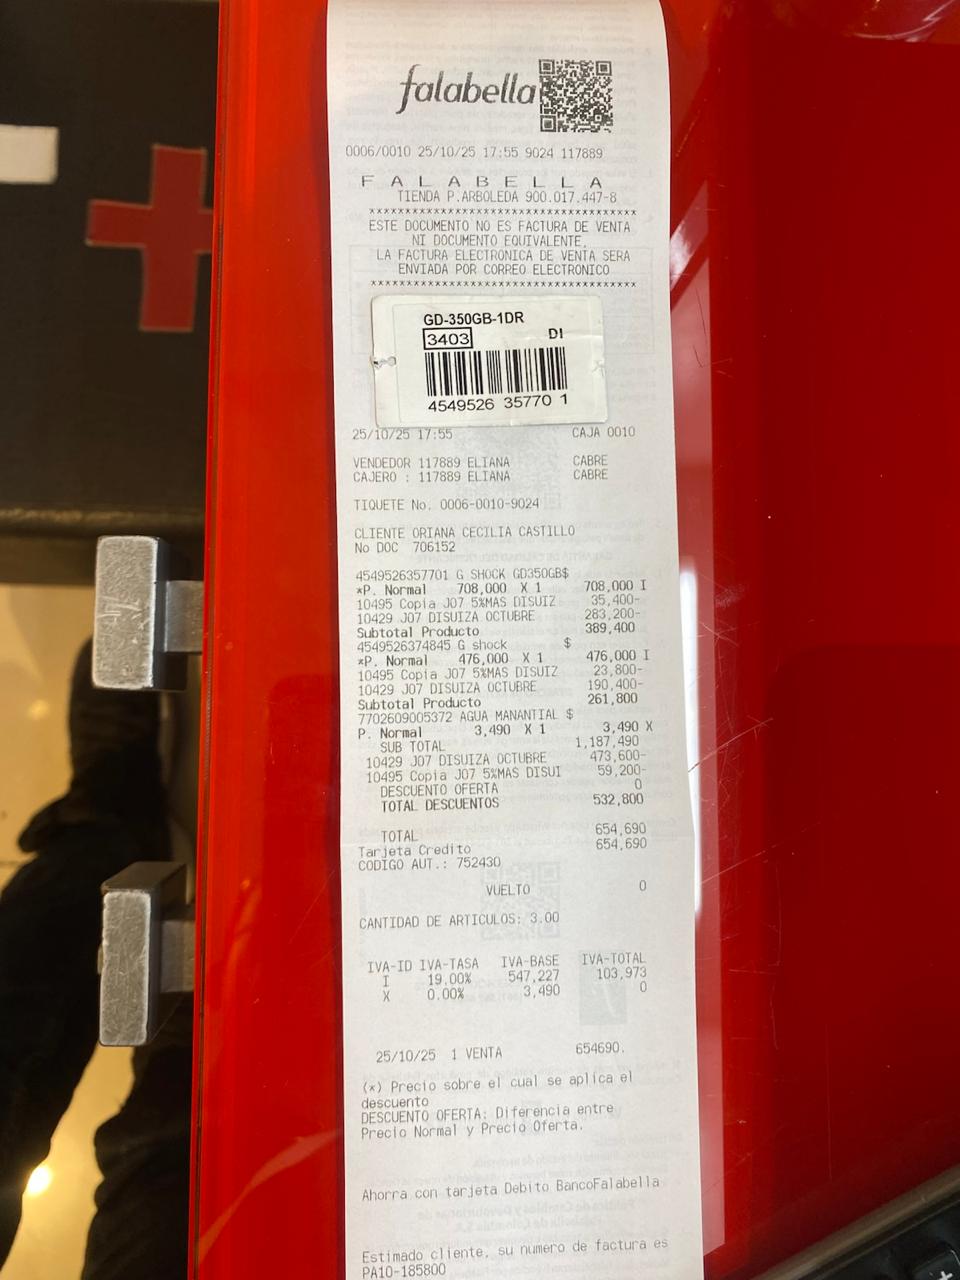 falabella
0006/0010 25/10/25 17:55 9024 117889
F A L A B E L L A
TIENDA P.ARBOLEDA 900.017.447-8
**************************************
ESTE DOCUMENTO NO ES FACTURA DE VENTA
NI DOCUMENTO EQUIVALENTE,
LA FACTURA ELECTRONICA DE VENTA SERA
ENVIADA POR CORREO ELECTRONICO
**************************************
GD-350GB-1DR
3403 DI
4549526 35770 1
25/10/25 17:55 CAJA 0010
VENDEDOR 117889 ELIANA CABRE
CAJERO : 117889 ELIANA CABRE
TIQUETE No. 0006-0010-9024
CLIENTE ORIANA CECILIA CASTILLO
No DOC 706152
4549526357701 G SHOCK GD350GB$
*P. Normal 708,000 X 1 708,000 I
10495 Copia J07 5%MAS DISUIZ 35,400-
10429 J07 DISUIZA OCTUBRE 283,200-
Subtotal Producto 389,400
4549526374845 G shock $
*P. Normal 476,000 X 1 476,000 I
10495 Copia J07 5%MAS DISUIZ 23,800-
10429 J07 DISUIZA OCTUBRE 190,400-
Subtotal Producto 261,800
7702609005372 AGUA MANANTIAL $
P. Normal 3,490 X 1 3,490 X
SUB TOTAL 1,187,490
10429 J07 DISUIZA OCTUBRE 473,600-
10495 Copia J07 5%MAS DISUI 59,200-
DESCUENTO OFERTA 0
TOTAL DESCUENTOS 532,800
TOTAL 654,690
Tarjeta Credito 654,690
CODIGO AUT.: 752430
VUELTO 0
CANTIDAD DE ARTICULOS: 3.00
IVA-ID IVA-TASA IVA-BASE IVA-TOTAL
I 19.00% 547,227 103,973
X 0.00% 3,490 0
25/10/25 1 VENTA 654690.
(*) Precio sobre el cual se aplica el
descuento
DESCUENTO OFERTA: Diferencia entre
Precio Normal y Precio Oferta.
Ahorra con tarjeta Debito BancoFalabella
Estimado cliente, su numero de factura es
PA10-185800